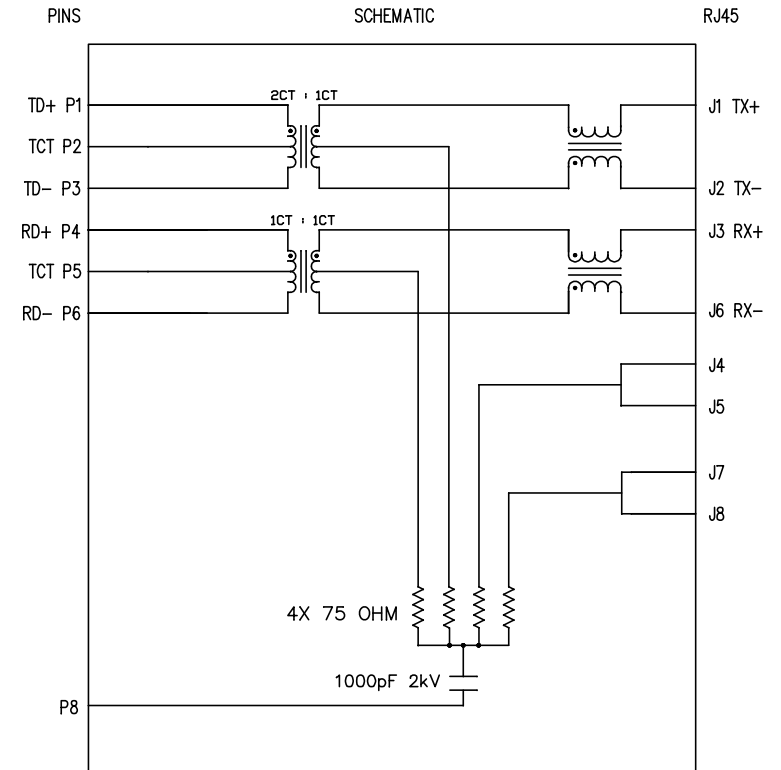 PINS SCHEMATIC RJ45
2CT : 1CT
TD+ P1 J1 TX+
TCT P2
TD- P3 J2 TX-
1CT : 1CT
RD+ P4 J3 RX+
TCT P5
RD- P6 J6 RX-
J4
J5
J7
J8
4X 75 OHM
1000pF 2kV
P8